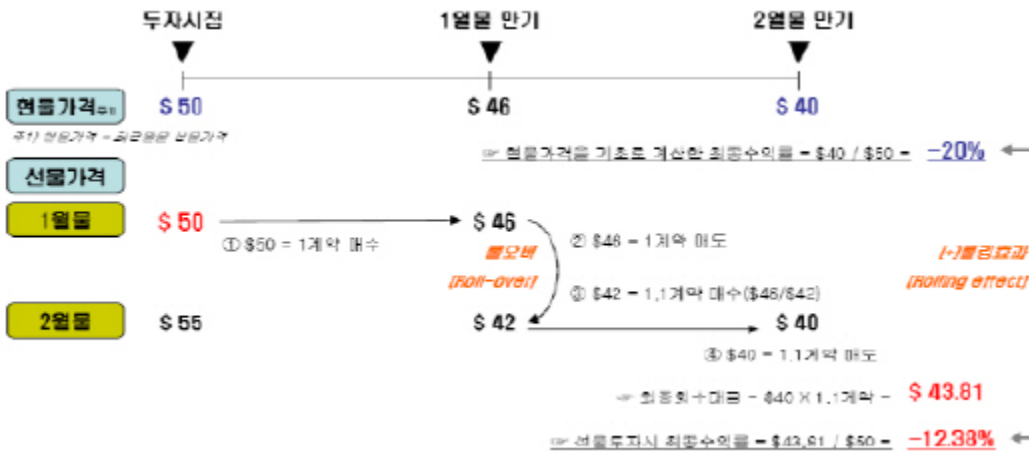 투자시점 1월물 만기 2월물 만기
현물가격주1) $ 50 $ 46 $ 40
주1) 현물가격 = 최근월물 선물가격
☞ 현물가격을 기초로 계산한 최종수익률 = $40 / $50 = -20%
선물가격
1월물 $ 50 $ 46
① $50 = 1계약 매수
② $46 = 1계약 매도
롤오버
[Roll-over]
(+)롤링효과
[Rolling effect]
③ $42 = 1.1계약 매수($46/$42)
2월물 $ 55 $ 42 $ 40
④ $40 = 1.1계약 매도
☞ 최종회수대금 = $40 X 1.1계약 = $ 43.81
☞ 선물투자시 최종수익률 = $43.81 / $50 = -12.38%